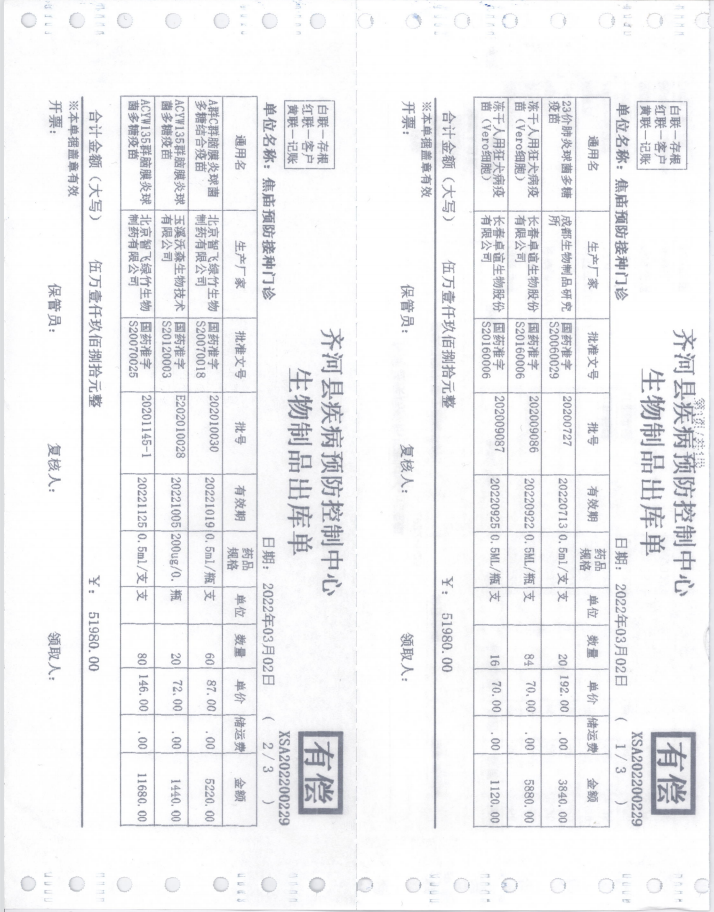 齐河县疾病预防控制中心
生物制品出库单
有偿
白联－存根
红联－客户
黄联－记账
XSA202200229
单位名称：焦庙预防接种门诊 日期：2022年03月02日 （ 1/3 ）
通用名 生产厂家 批准文号 批号 有效期 药品规格 单位 数量 单价 储运费 金额
23价肺炎球菌多糖疫苗 成都生物制品研究所 国药准字S20060029 20200727 20220713 0.5ml/支 支 20 192.00 .00 3840.00
冻干人用狂犬病疫苗（Vero细胞） 长春卓谊生物股份有限公司 国药准字S20160006 202009086 20220922 0.5ML/瓶 支 84 70.00 .00 5880.00
冻干人用狂犬病疫苗（Vero细胞） 长春卓谊生物股份有限公司 国药准字S20160006 202009087 20220925 0.5ML/瓶 支 16 70.00 .00 1120.00
合计金额（大写） 伍万壹仟玖佰捌拾元整 ￥： 51980.00
※本单据盖章有效
开票： 保管员： 复核人： 领取人：
齐河县疾病预防控制中心
生物制品出库单
有偿
白联－存根
红联－客户
黄联－记账
XSA202200229
单位名称：焦庙预防接种门诊 日期：2022年03月02日 （ 2/3 ）
通用名 生产厂家 批准文号 批号 有效期 药品规格 单位 数量 单价 储运费 金额
A群C群脑膜炎球菌多糖结合疫苗 北京智飞绿竹生物制药有限公司 国药准字S20070018 202010030 20221019 0.5ml/瓶 支 60 87.00 .00 5220.00
ACYW135群脑膜炎球菌多糖疫苗 玉溪沃森生物技术有限公司 国药准字S20120003 E202010028 20221005 200ug/0. 瓶 20 72.00 .00 1440.00
ACYW135群脑膜炎球菌多糖疫苗 北京智飞绿竹生物制药有限公司 国药准字S20070025 20201145-1 20221125 0.5ml/支 支 80 146.00 .00 11680.00
合计金额（大写） 伍万壹仟玖佰捌拾元整 ￥： 51980.00
※本单据盖章有效
开票： 保管员： 复核人： 领取人：